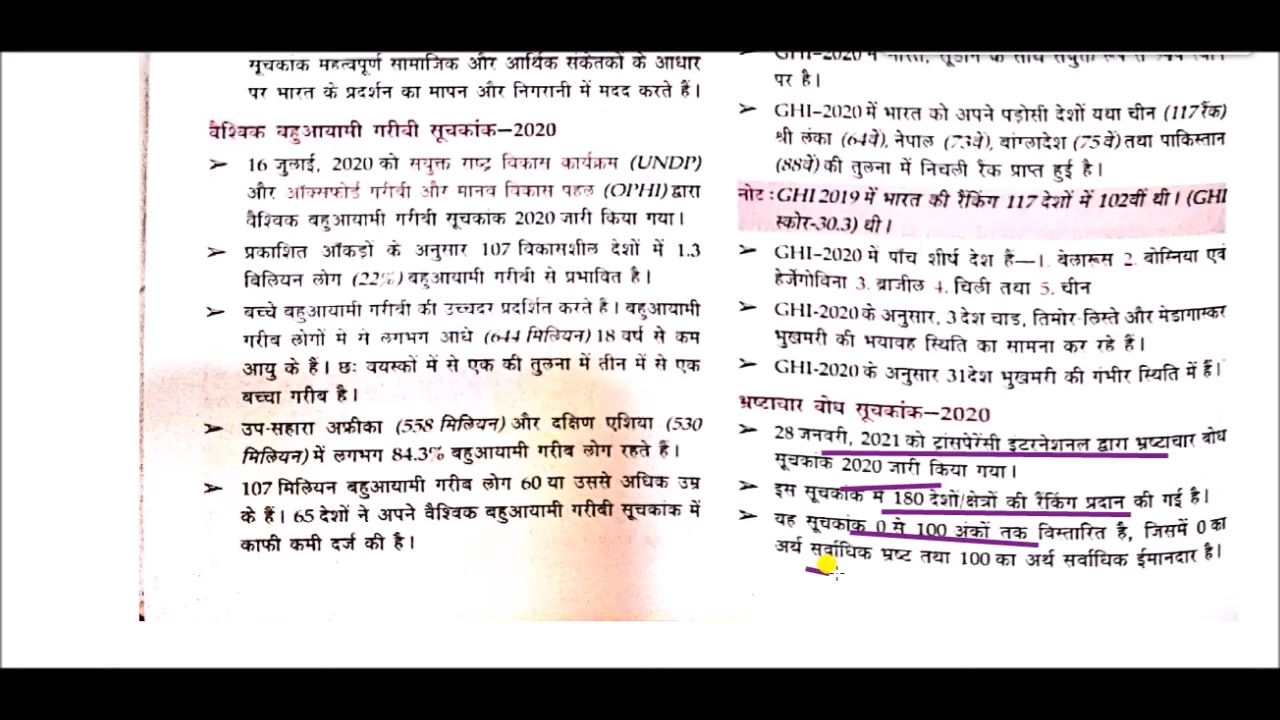 सूचकांक महत्वपूर्ण सामाजिक और आर्थिक संकेतकों के आधार
पर भारत के प्रदर्शन का मापन और निगरानी में मदद करते हैं।
वैश्विक बहुआयामी गरीबी सूचकांक–2020
➢ 16 जुलाई, 2020 को सयुक्त राष्ट्र विकास कार्यक्रम (UNDP)
और ऑक्सफोर्ड गरीबी और मानव विकास पहल (OPHI) द्वारा
वैश्विक बहुआयामी गरीबी सूचकांक 2020 जारी किया गया।
➢ प्रकाशित आँकड़ों के अनुसार 107 विकासशील देशों में 1.3
बिलियन लोग (22%) बहुआयामी गरीबी से प्रभावित है।
➢ बच्चे बहुआयामी गरीबी की उच्चदर प्रदर्शित करते है। बहुआयामी
गरीब लोगों में से लगभग आधे (644 मिलियन) 18 वर्ष से कम
आयु के हैं। छः वयस्कों में से एक की तुलना में तीन में से एक
बच्चा गरीब है।
➢ उप-सहारा अफ्रीका (558 मिलियन) और दक्षिण एशिया (530
मिलियन) में लगभग 84.3% बहुआयामी गरीब लोग रहते हैं।
➢ 107 मिलियन बहुआयामी गरीब लोग 60 या उससे अधिक उम्र
के हैं। 65 देशों ने अपने वैश्विक बहुआयामी गरीबी सूचकांक में
काफी कमी दर्ज की है।
GHI–2020 में भारत, सूडान के साथ संयुक्त रूप से
पर है।
➢ GHI–2020 में भारत को अपने पड़ोसी देशों यथा चीन (117 रैंक)
श्री लंका (64वें), नेपाल (73वें), बांग्लादेश (75वें) तथा पाकिस्तान
(88वें) की तुलना में निचली रैंक प्राप्त हुई है।
नोट : GHI 2019 में भारत की रैंकिंग 117 देशों में 102वीं थी। (GHI
स्कोर-30.3) थी।
➢ GHI–2020 में पाँच शीर्ष देश हैं—1. बेलारूस 2. बोस्निया एवं
हेर्जेगोविना 3. ब्राजील 4. चिली तथा 5. चीन
➢ GHI-2020 के अनुसार, 3 देश चाड, तिमोर-लिस्ते और मेडागास्कर
भुखमरी की भयावह स्थिति का सामना कर रहे हैं।
➢ GHI-2020 के अनुसार 31 देश भुखमरी की गंभीर स्थिति में हैं।
भ्रष्टाचार बोध सूचकांक–2020
➢ 28 जनवरी, 2021 को ट्रांसपेरेंसी इटरनेशनल द्वारा भ्रष्टाचार बोध
सूचकांक 2020 जारी किया गया।
➢ इस सूचकांक में 180 देशों/क्षेत्रों की रैंकिंग प्रदान की गई है।
➢ यह सूचकांक 0 से 100 अंकों तक विस्तारित है, जिसमें 0 का
अर्थ सर्वाधिक भ्रष्ट तथा 100 का अर्थ सर्वाधिक ईमानदार है।